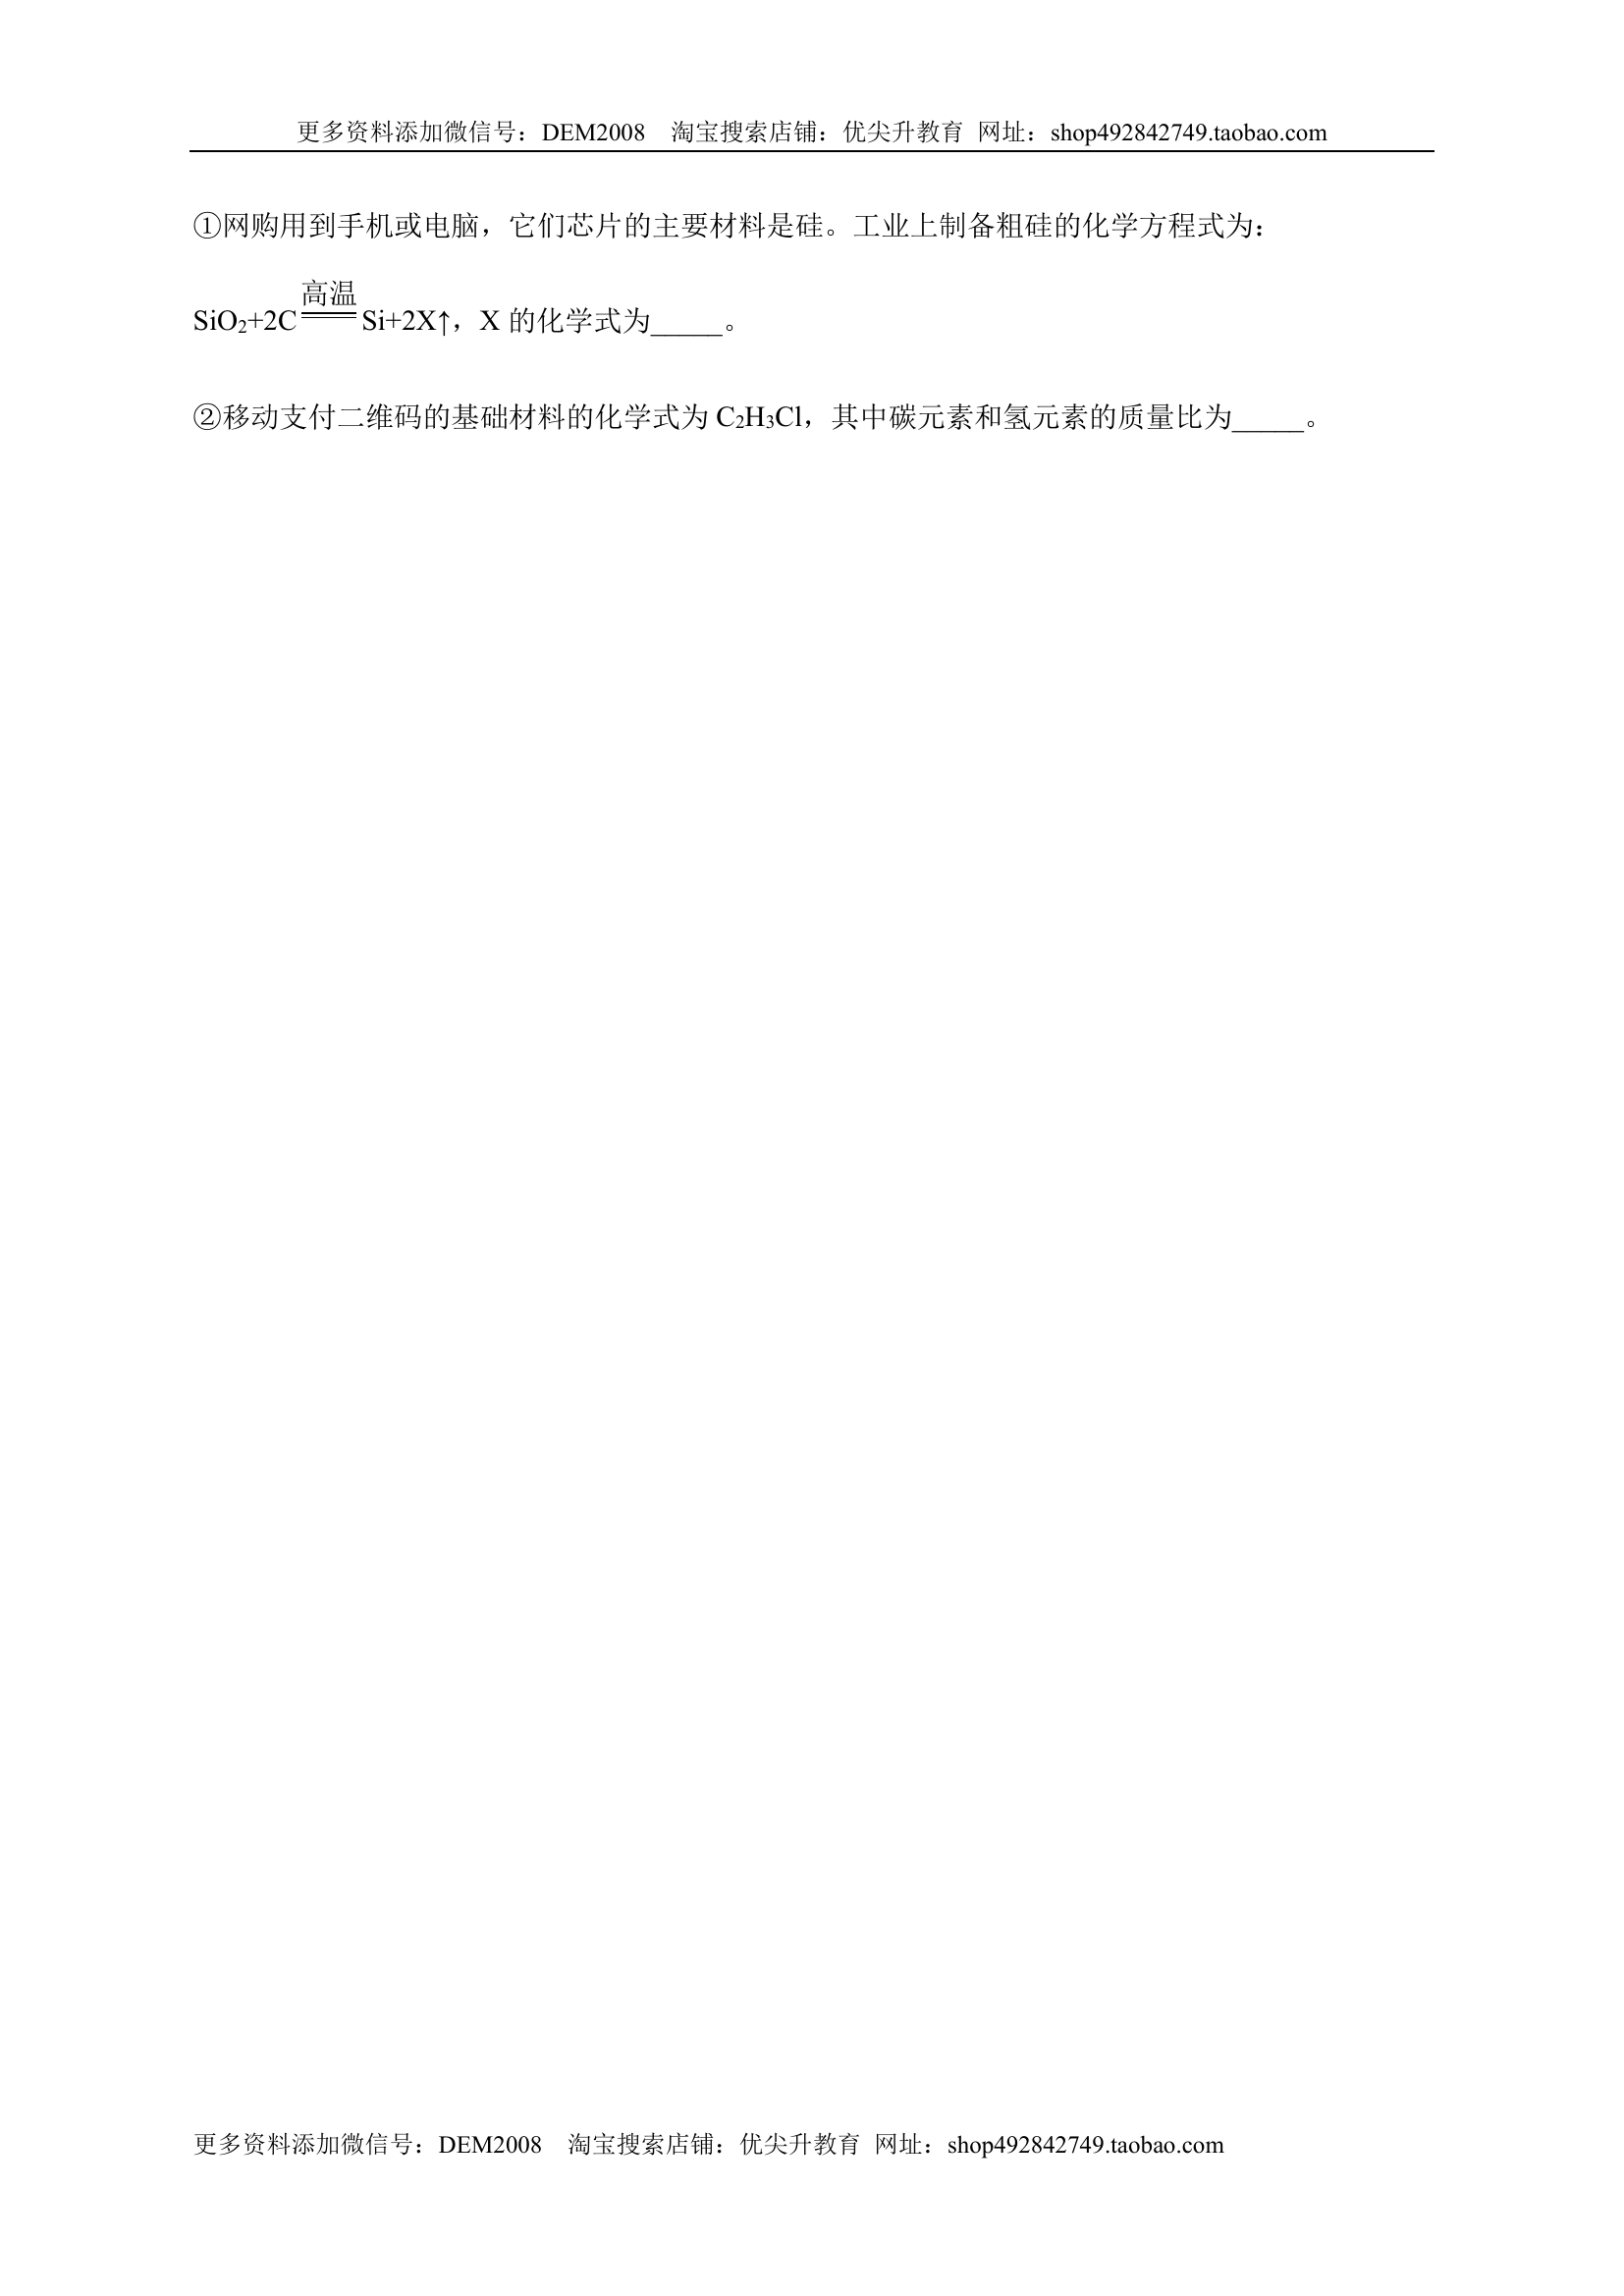 更多资料添加微信号：DEM2008 淘宝搜索店铺：优尖升教育 网址：shop492842749.taobao.com
①网购用到手机或电脑，它们芯片的主要材料是硅。工业上制备粗硅的化学方程式为：
高温
SiO₂+2C═Si+2X↑，X 的化学式为_____。
②移动支付二维码的基础材料的化学式为 C₂H₃Cl，其中碳元素和氢元素的质量比为_____。
更多资料添加微信号：DEM2008 淘宝搜索店铺：优尖升教育 网址：shop492842749.taobao.com